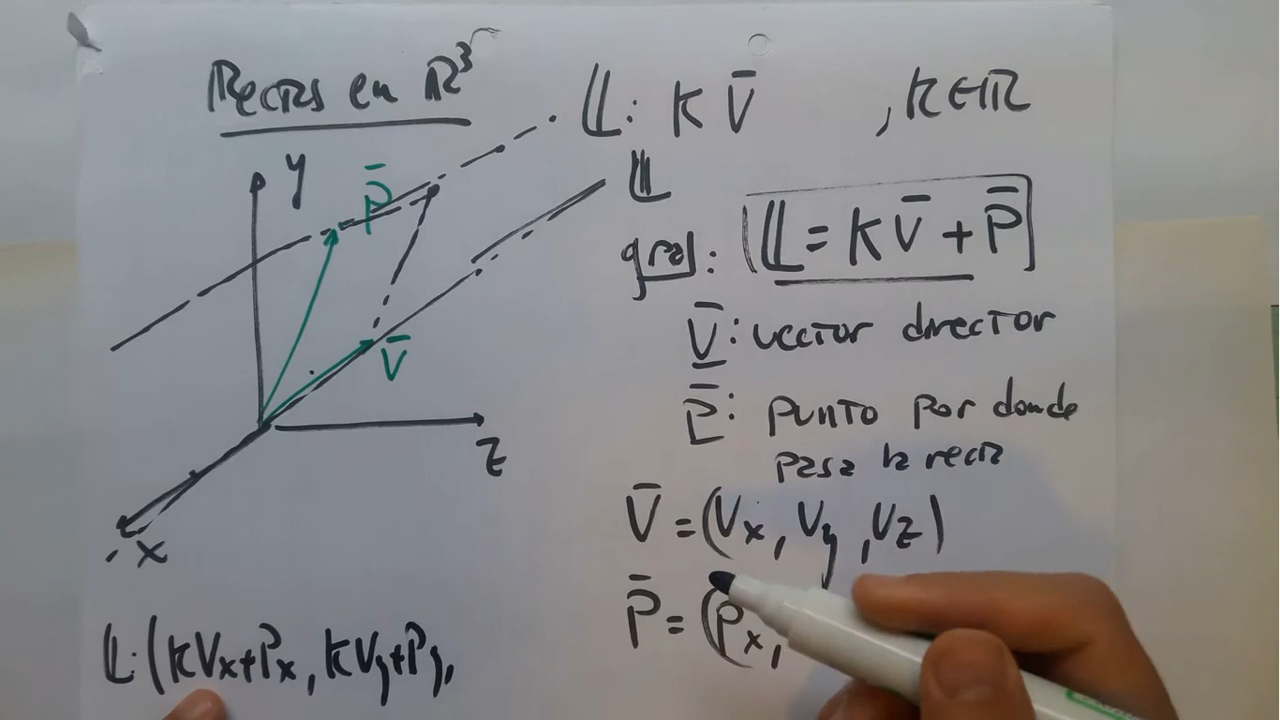 Rectas en R³
L: K V̄ , K∈ℝ
y
P̄
L
gral: L = K V̄ + P̄
V̄: vector director
V̄
P̄: punto por donde
pasa la recta
z
V̄ = (Vx, Vy, Vz)
x
P̄ = (Px,
L: (KVx+Px, KVy+Py,